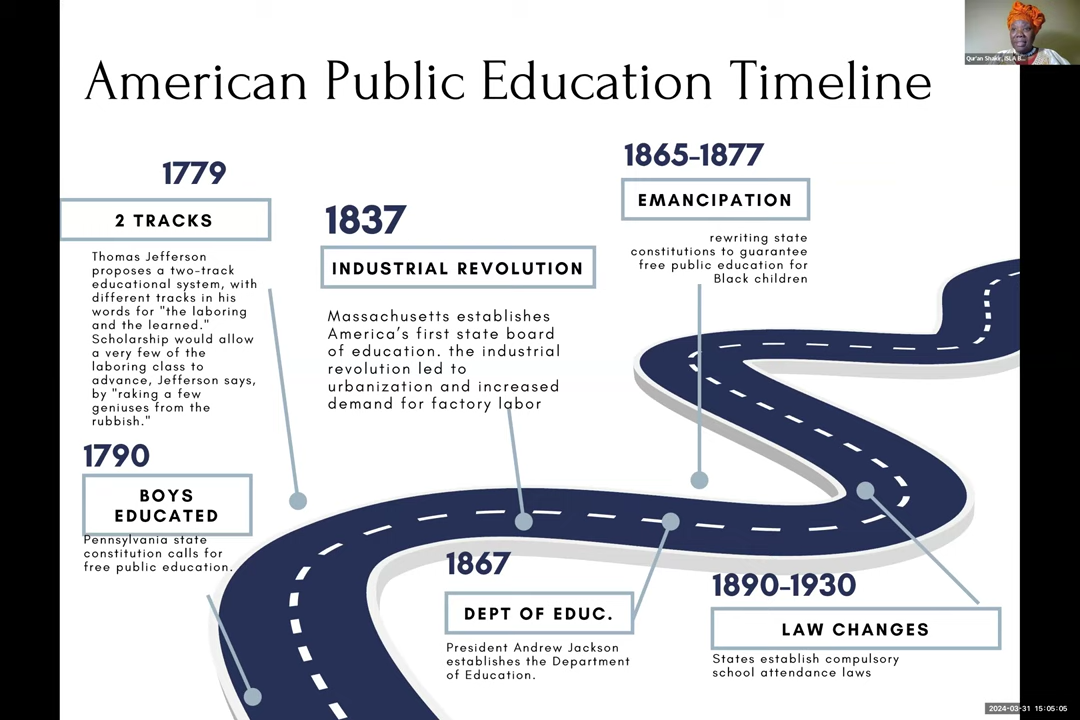 American Public Education Timeline
1779
2 TRACKS
Thomas Jefferson
proposes a two-track
educational system, with
different tracks in his
words for "the laboring
and the learned."
Scholarship would allow
a very few of the
laboring class to
advance, Jefferson says,
by "raking a few
geniuses from the
rubbish."
1790
BOYS
EDUCATED
Pennsylvania state
constitution calls for
free public education.
1837
INDUSTRIAL REVOLUTION
Massachusetts establishes
America's first state board
of education. the industrial
revolution led to
urbanization and increased
demand for factory labor
1865-1877
EMANCIPATION
rewriting state
constitutions to guarantee
free public education for
Black children
1867
DEPT OF EDUC.
President Andrew Jackson
establishes the Department
of Education.
1890-1930
LAW CHANGES
States establish compulsory
school attendance laws
Qur'an Shakir, ISLA
2024-03-31 15:05:05